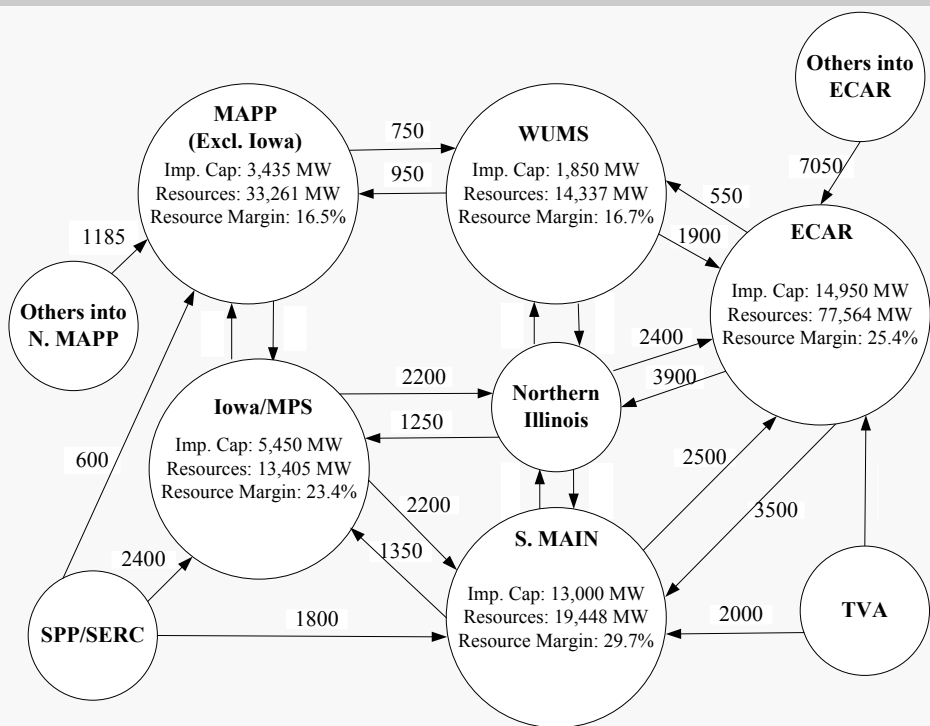 Others into
ECAR
MAPP
(Excl. Iowa)
Imp. Cap: 3,435 MW
Resources: 33,261 MW
Resource Margin: 16.5%
750
950
WUMS
Imp. Cap: 1,850 MW
Resources: 14,337 MW
Resource Margin: 16.7%
7050
550
1900
ECAR
Imp. Cap: 14,950 MW
Resources: 77,564 MW
Resource Margin: 25.4%
1185
Others into
N. MAPP
2400
3900
Northern
Illinois
2200
1250
Iowa/MPS
Imp. Cap: 5,450 MW
Resources: 13,405 MW
Resource Margin: 23.4%
600
2400
2200
1350
2500
3500
S. MAIN
Imp. Cap: 13,000 MW
Resources: 19,448 MW
Resource Margin: 29.7%
SPP/SERC
1800
2000
TVA